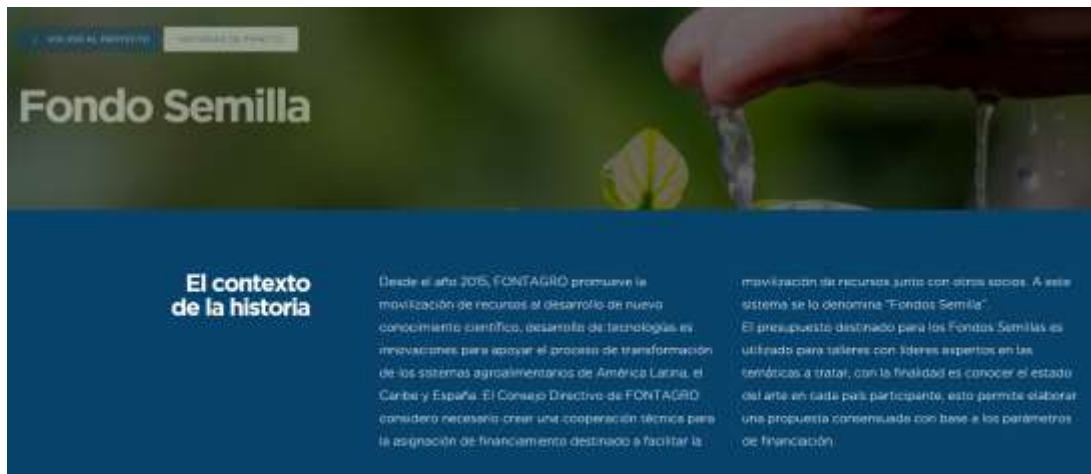 VOLVER AL PROYECTO
Fondo Semilla
El contexto
de la historia
Desde el año 2015, FONTAGRO promueve la
movilización de recursos al desarrollo de nuevo
conocimiento científico, desarrollo de tecnologías es
innovaciones para apoyar el proceso de transformación
de los sistemas agroalimentarios de América Latina, el
Caribe y España. El Consejo Directivo de FONTAGRO
considero necesario crear una cooperación técnica para
la asignación de financiamiento destinado a facilitar la
movilización de recursos junto con otros socios. A este
sistema se lo denomina "Fondos Semilla".
El presupuesto destinado para los Fondos Semillas es
utilizado para talleres con líderes expertos en las
temáticas a tratar, con la finalidad es conocer el estado
del arte en cada país participante, esto permite elaborar
una propuesta consensuada con base a los parámetros
de financiación.